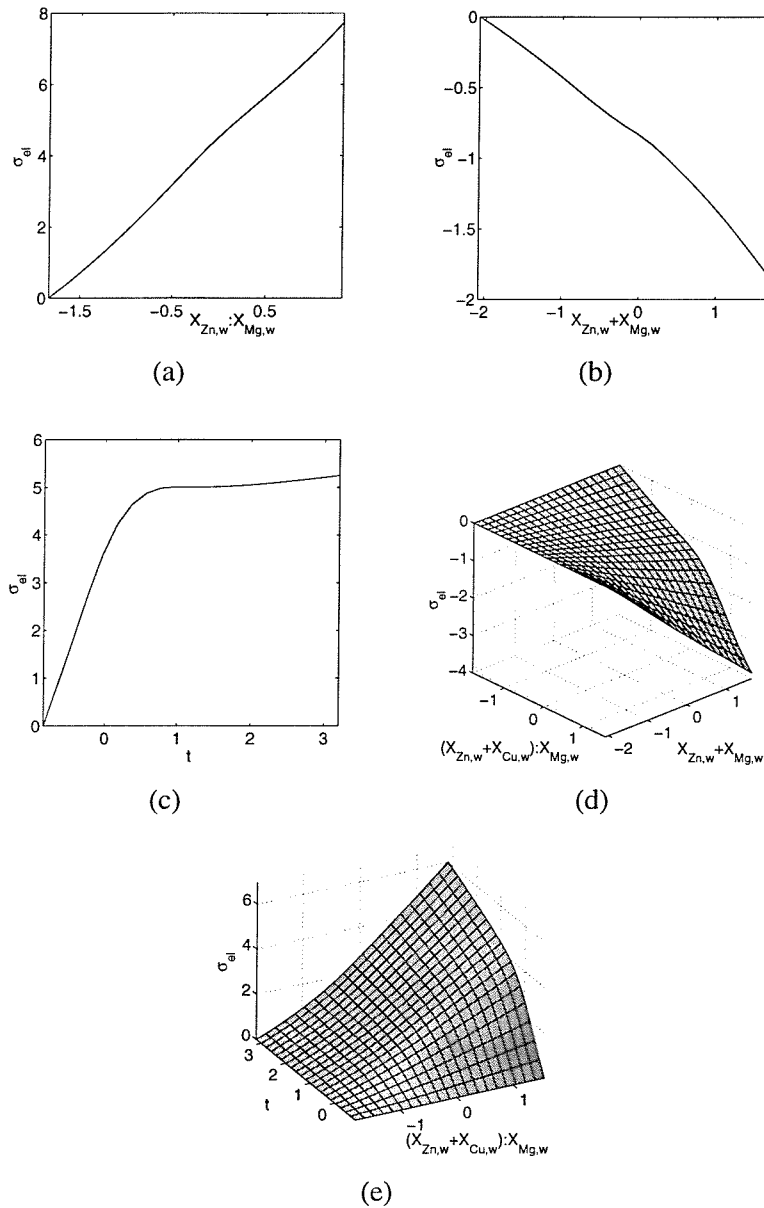 8
6
4
2
0
σel
−1.5 −0.5 0.5
XZn,w:XMg,w
(a)
0
−0.5
−1
−1.5
−2
σel
−2 −1 0 1
XZn,w+XMg,w
(b)
6
5
4
3
2
1
0
σel
0 1 2 3
t
(c)
0
−1
−2
−3
−4
σel
−1 0 1
(XZn,w+XCu,w):XMg,w
−2 −1 0 1
XZn,w+XMg,w
(d)
6
4
2
0
σel
3 2 1 0
t
−1 0 1
(XZn,w+XCu,w):XMg,w
(e)